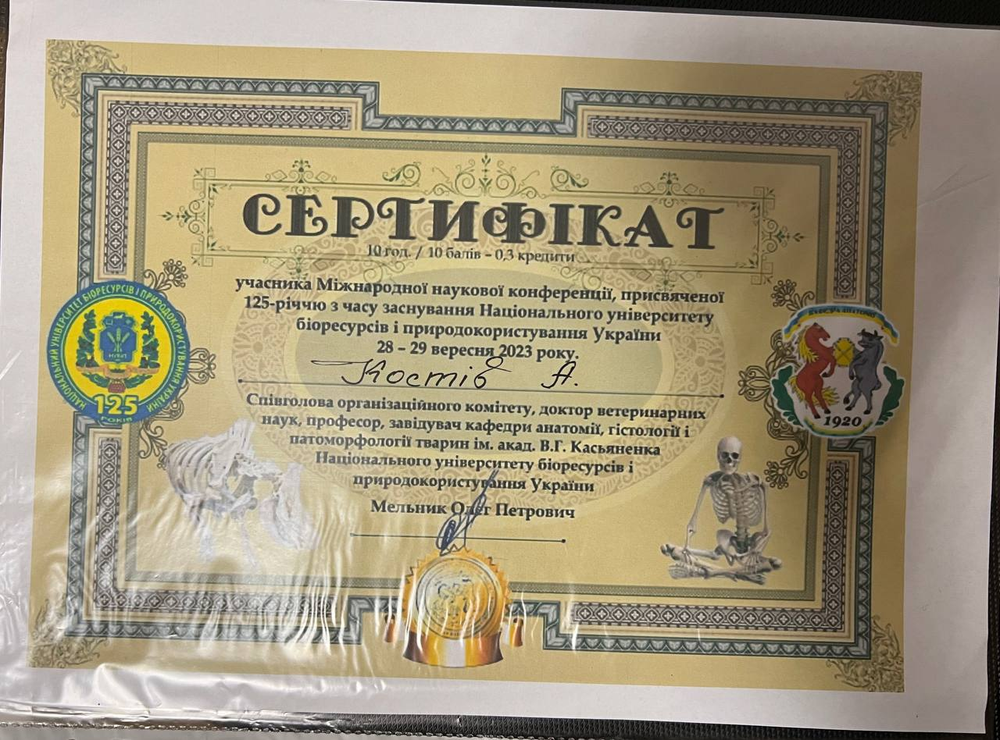 СЕРТИФІКАТ
10 год. / 10 балів – 0,3 кредити
учасника Міжнародної наукової конференції, присвяченої
125-річчю з часу заснування Національного університету
біоресурсів і природокористування України
28 – 29 вересня 2023 року.
Костів А.
Співголова організаційного комітету, доктор ветеринарних
наук, професор, завідувач кафедри анатомії, гістології і
патоморфології тварин ім. акад. В.Г. Касьяненка
Національного університету біоресурсів і
природокористування України
Мельник Олег Петрович
НАЦІОНАЛЬНИЙ УНІВЕРСИТЕТ БІОРЕСУРСІВ І ПРИРОДОКОРИСТУВАННЯ УКРАЇНИ
125
РОКІВ
КАФЕДРА АНАТОМІЇ
1920